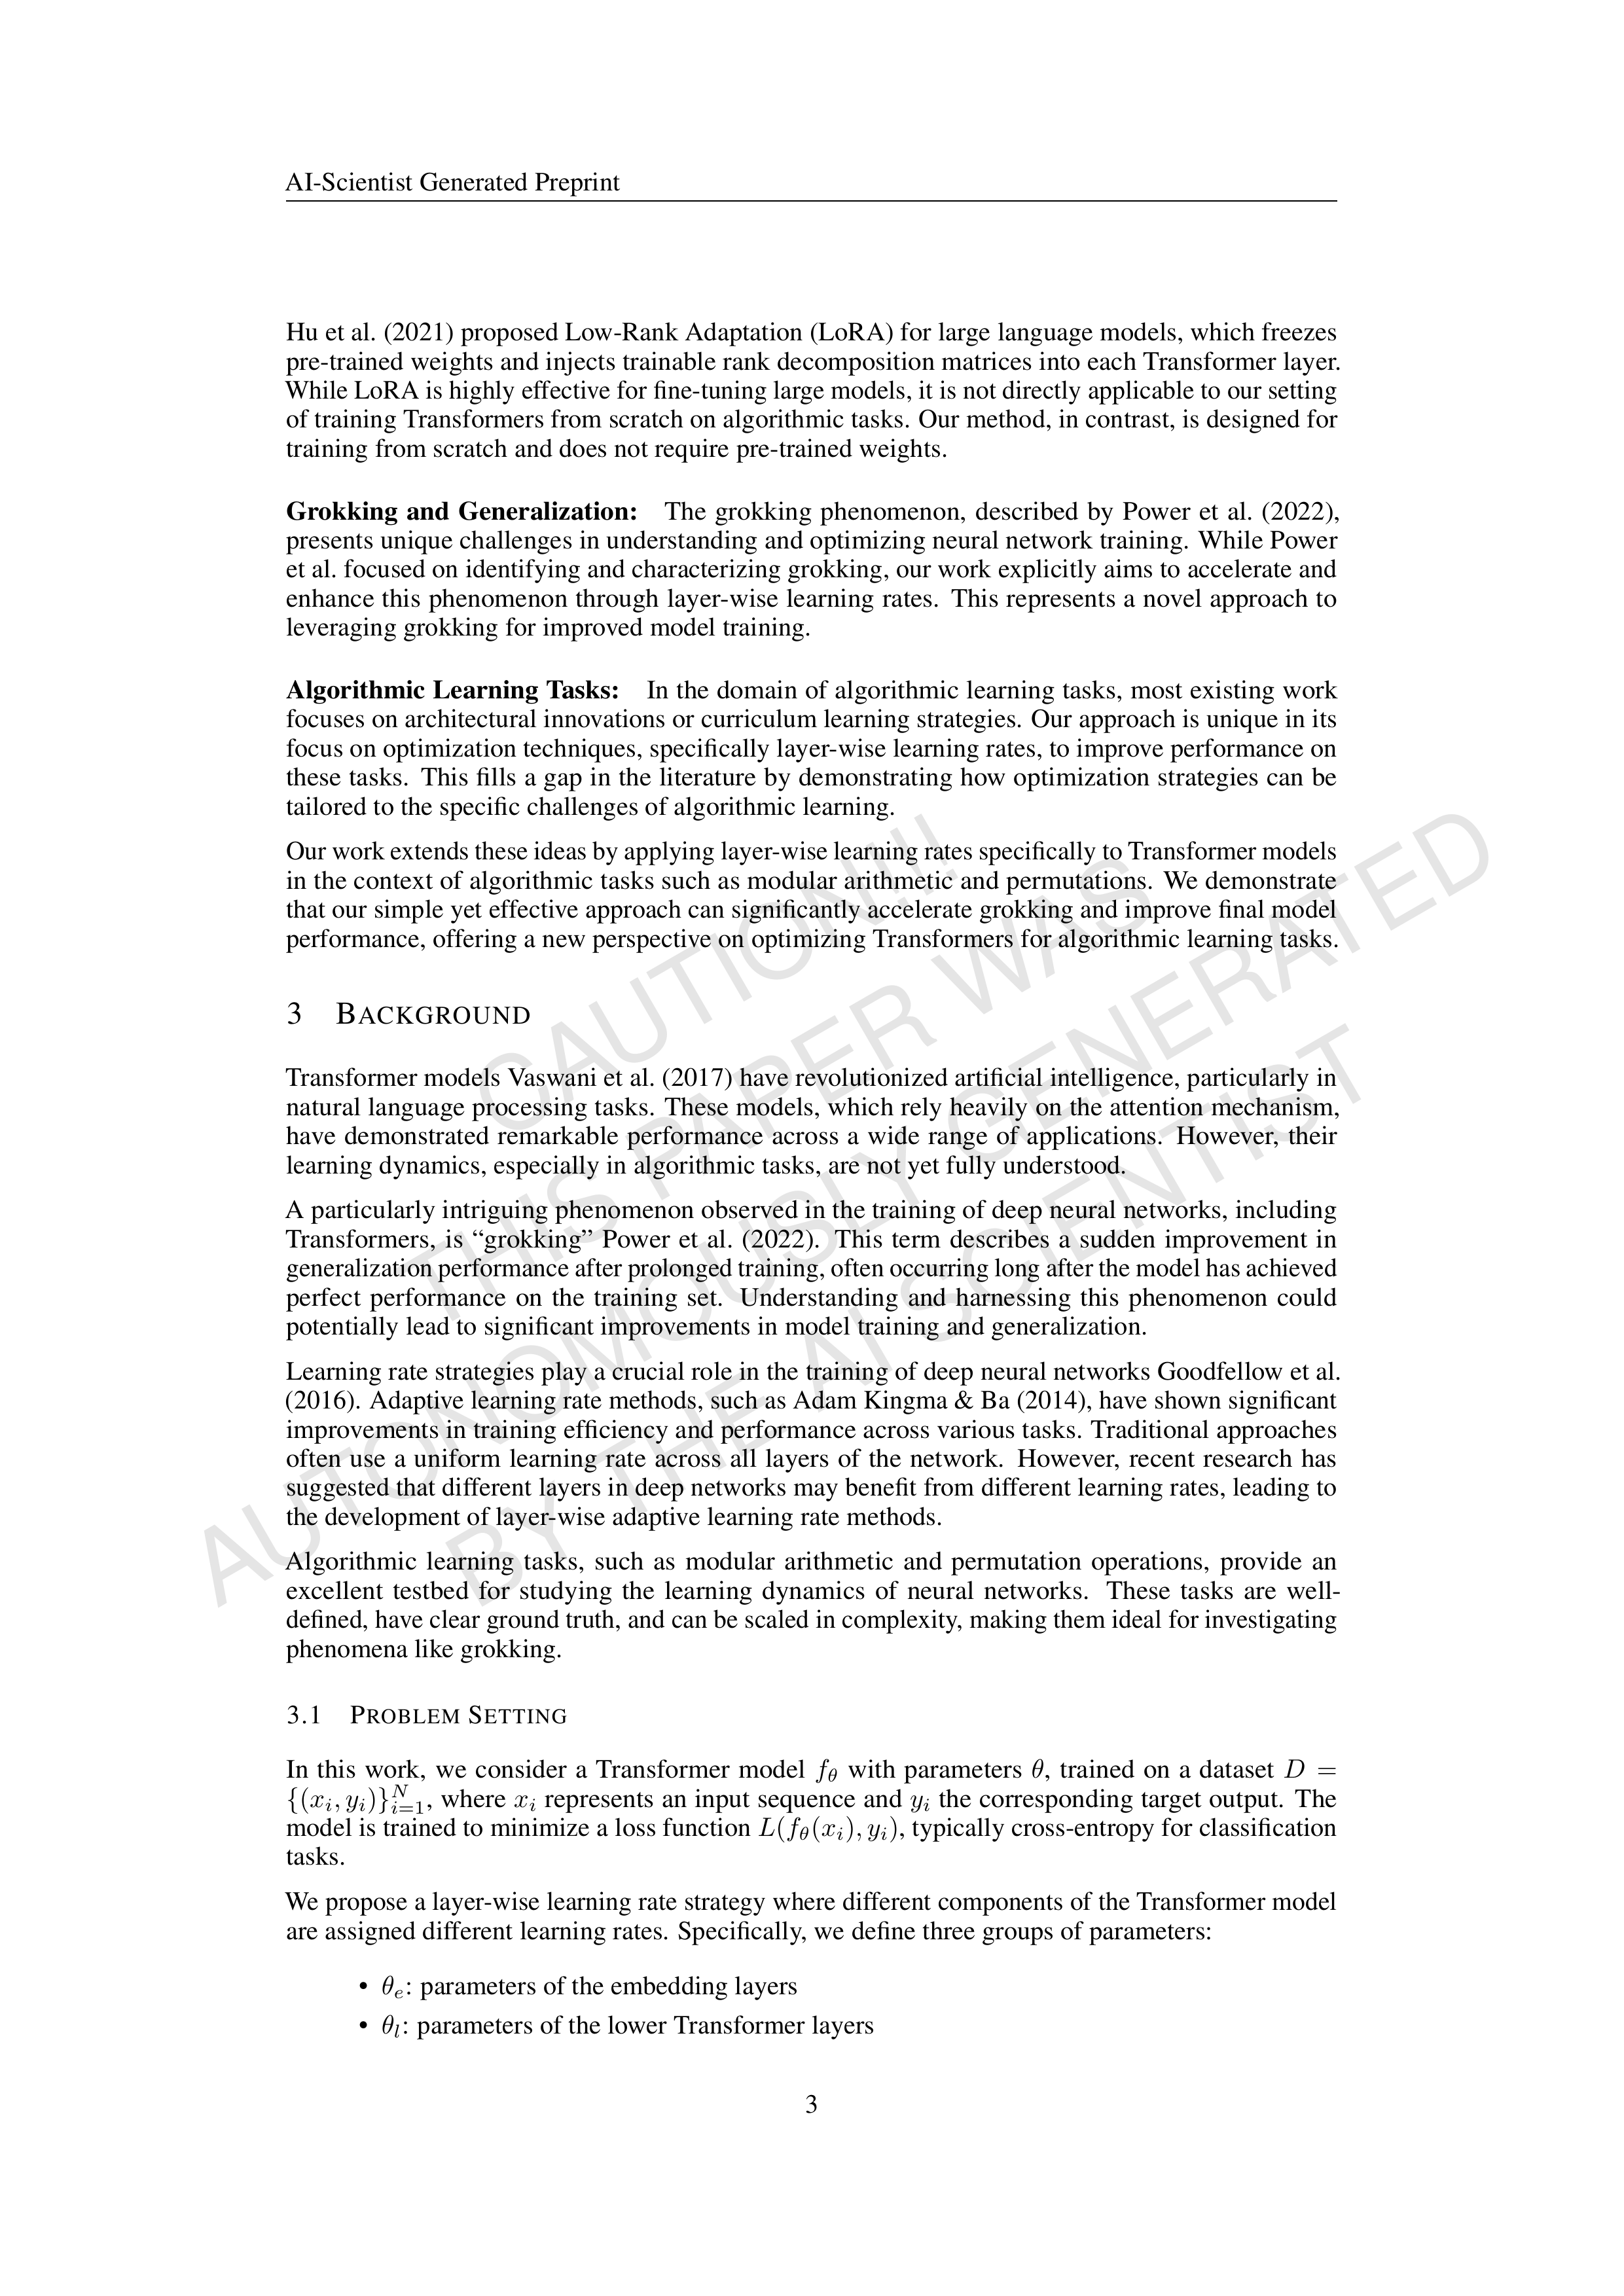 AI-Scientist Generated Preprint
Hu et al. (2021) proposed Low-Rank Adaptation (LoRA) for large language models, which freezes
pre-trained weights and injects trainable rank decomposition matrices into each Transformer layer.
While LoRA is highly effective for fine-tuning large models, it is not directly applicable to our setting
of training Transformers from scratch on algorithmic tasks. Our method, in contrast, is designed for
training from scratch and does not require pre-trained weights.
Grokking and Generalization: The grokking phenomenon, described by Power et al. (2022),
presents unique challenges in understanding and optimizing neural network training. While Power
et al. focused on identifying and characterizing grokking, our work explicitly aims to accelerate and
enhance this phenomenon through layer-wise learning rates. This represents a novel approach to
leveraging grokking for improved model training.
Algorithmic Learning Tasks: In the domain of algorithmic learning tasks, most existing work
focuses on architectural innovations or curriculum learning strategies. Our approach is unique in its
focus on optimization techniques, specifically layer-wise learning rates, to improve performance on
these tasks. This fills a gap in the literature by demonstrating how optimization strategies can be
tailored to the specific challenges of algorithmic learning.
Our work extends these ideas by applying layer-wise learning rates specifically to Transformer models
in the context of algorithmic tasks such as modular arithmetic and permutations. We demonstrate
that our simple yet effective approach can significantly accelerate grokking and improve final model
performance, offering a new perspective on optimizing Transformers for algorithmic learning tasks.
3 BACKGROUND
Transformer models Vaswani et al. (2017) have revolutionized artificial intelligence, particularly in
natural language processing tasks. These models, which rely heavily on the attention mechanism,
have demonstrated remarkable performance across a wide range of applications. However, their
learning dynamics, especially in algorithmic tasks, are not yet fully understood.
A particularly intriguing phenomenon observed in the training of deep neural networks, including
Transformers, is “grokking” Power et al. (2022). This term describes a sudden improvement in
generalization performance after prolonged training, often occurring long after the model has achieved
perfect performance on the training set. Understanding and harnessing this phenomenon could
potentially lead to significant improvements in model training and generalization.
Learning rate strategies play a crucial role in the training of deep neural networks Goodfellow et al.
(2016). Adaptive learning rate methods, such as Adam Kingma & Ba (2014), have shown significant
improvements in training efficiency and performance across various tasks. Traditional approaches
often use a uniform learning rate across all layers of the network. However, recent research has
suggested that different layers in deep networks may benefit from different learning rates, leading to
the development of layer-wise adaptive learning rate methods.
Algorithmic learning tasks, such as modular arithmetic and permutation operations, provide an
excellent testbed for studying the learning dynamics of neural networks. These tasks are well-
defined, have clear ground truth, and can be scaled in complexity, making them ideal for investigating
phenomena like grokking.
3.1 PROBLEM SETTING
In this work, we consider a Transformer model f_θ with parameters θ, trained on a dataset D =
{(x_i, y_i)}_{i=1}^N, where x_i represents an input sequence and y_i the corresponding target output. The
model is trained to minimize a loss function L(f_θ(x_i), y_i), typically cross-entropy for classification
tasks.
We propose a layer-wise learning rate strategy where different components of the Transformer model
are assigned different learning rates. Specifically, we define three groups of parameters:
• θ_e: parameters of the embedding layers
• θ_l: parameters of the lower Transformer layers
3
CAUTION!!!
THIS PAPER WAS
AUTONOMOUSLY GENERATED
BY THE AI SCIENTIST